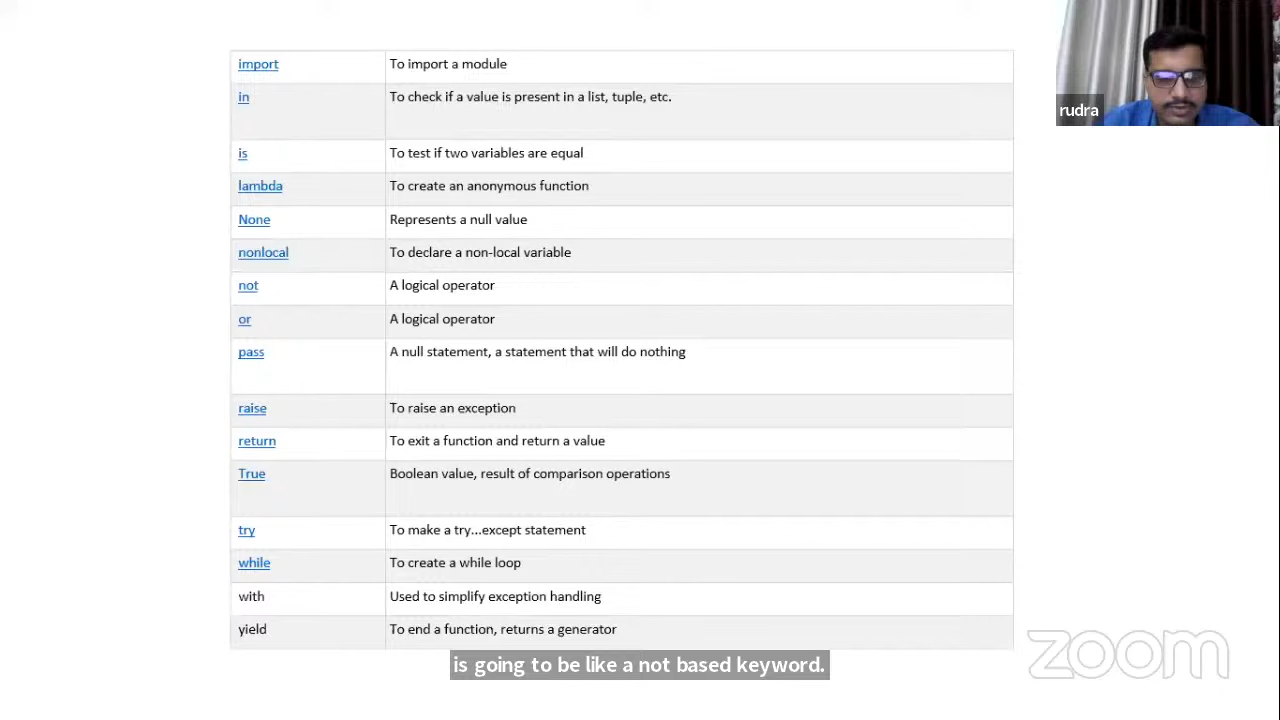 import To import a module
in To check if a value is present in a list, tuple, etc.
rudra
is To test if two variables are equal
lambda To create an anonymous function
None Represents a null value
nonlocal To declare a non-local variable
not A logical operator
or A logical operator
pass A null statement, a statement that will do nothing
raise To raise an exception
return To exit a function and return a value
True Boolean value, result of comparison operations
try To make a try...except statement
while To create a while loop
with Used to simplify exception handling
yield To end a function, returns a generator
is going to be like a not based keyword.
zoom